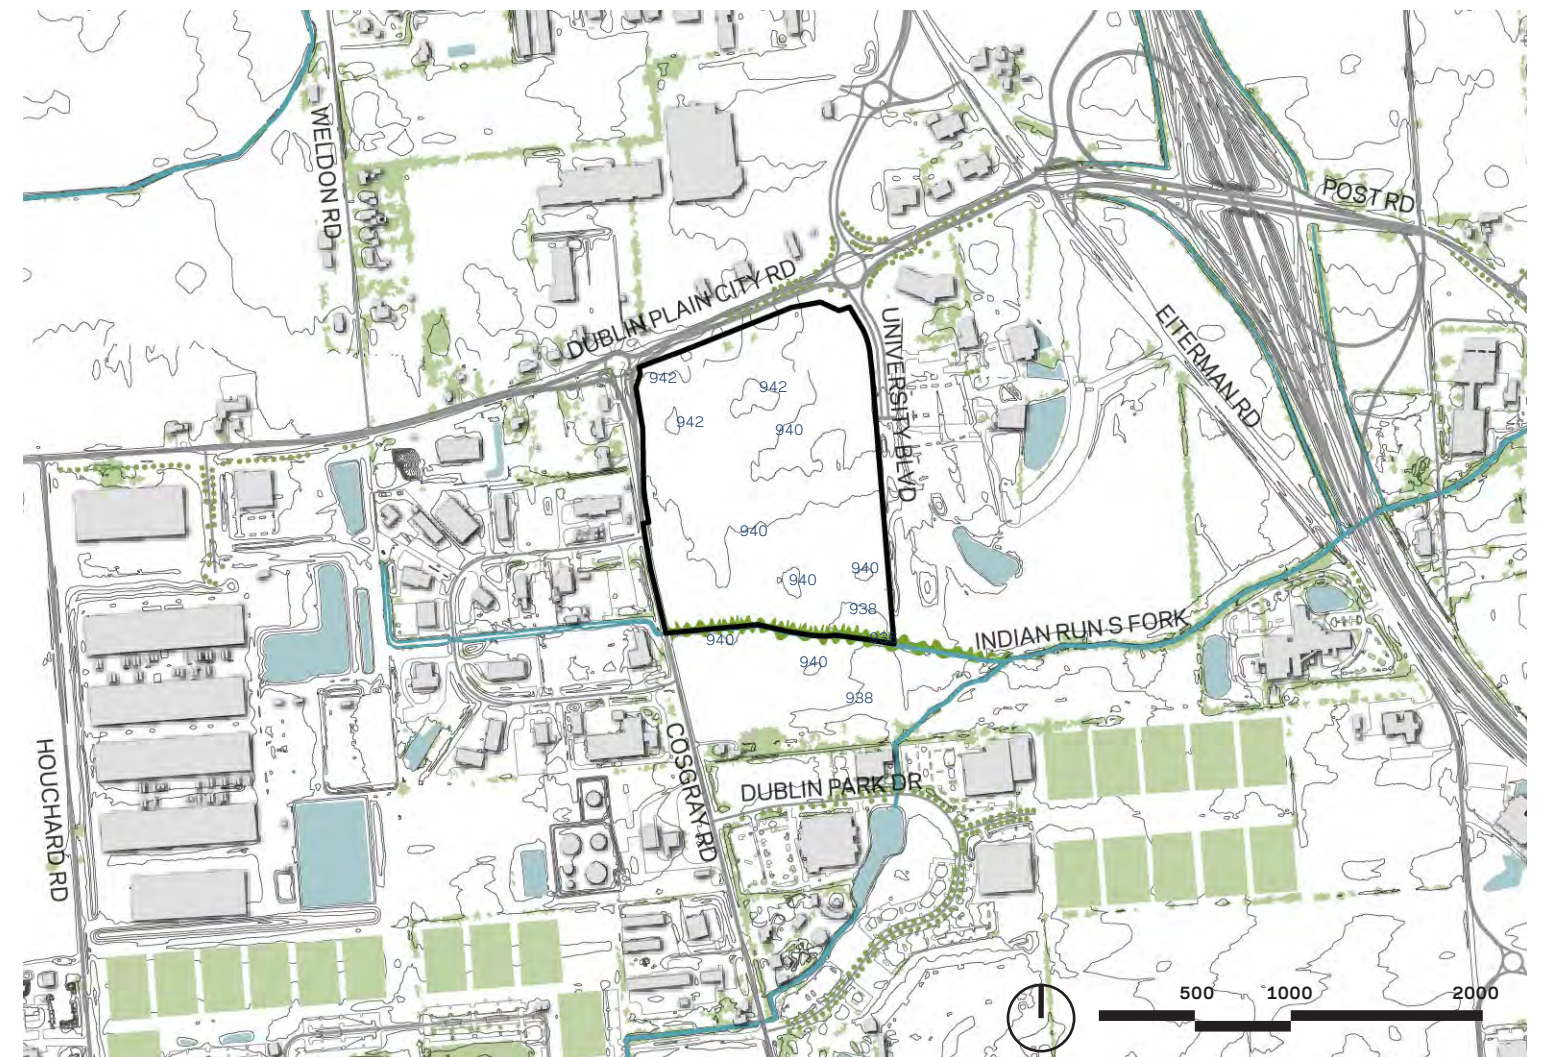 WELDON RD
POST RD
DUBLIN PLAIN CITY RD
UNIVERSITY BLVD
EITERMAN RD
942
942
942
940
940
940
940
938
940
INDIAN RUN S FORK
940
938
COSGRAY RD
HOUCHARD RD
DUBLIN PARK DR
500 1000 2000